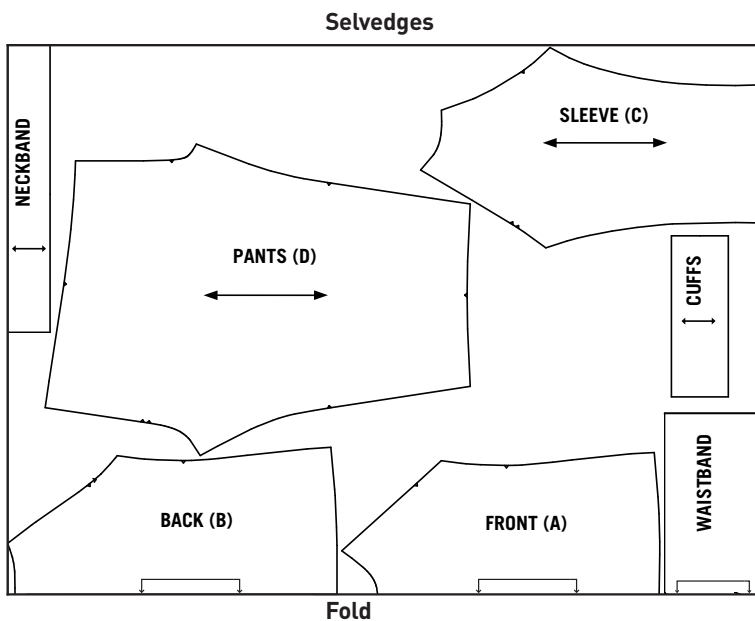 Selvedges
NECKBAND
SLEEVE (C)
PANTS (D)
CUFFS
BACK (B)
FRONT (A)
WAISTBAND
Fold